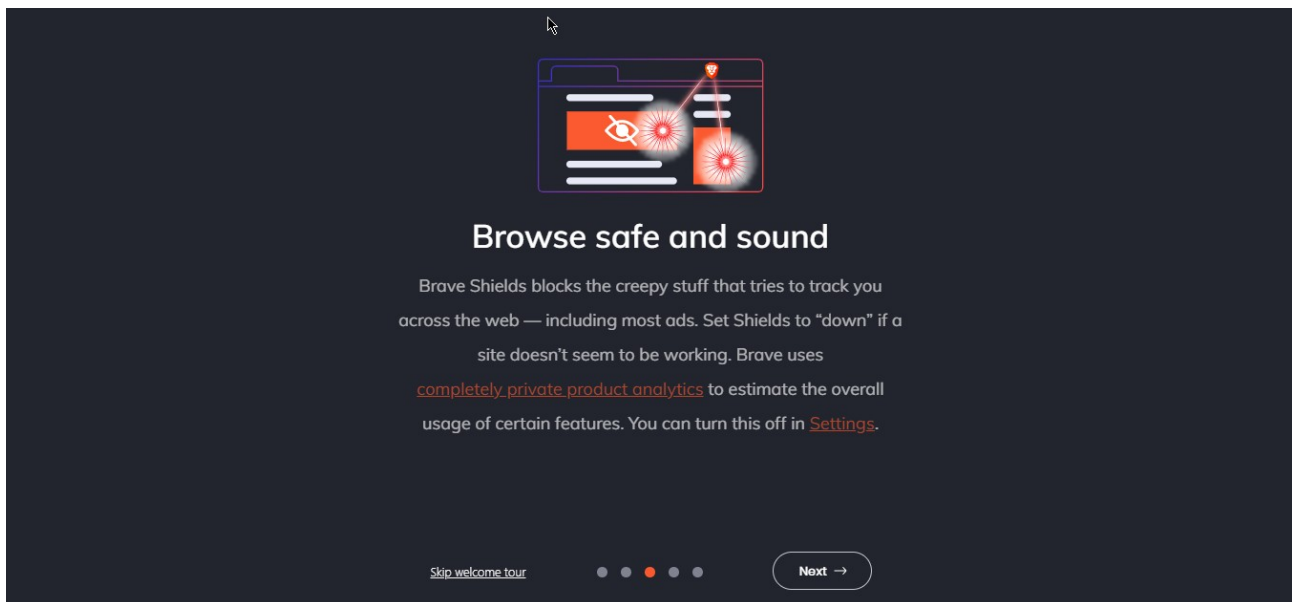 Browse safe and sound
Brave Shields blocks the creepy stuff that tries to track you
across the web — including most ads. Set Shields to “down” if a
site doesn’t seem to be working. Brave uses
completely private product analytics to estimate the overall
usage of certain features. You can turn this off in Settings.
Skip welcome tour
Next →